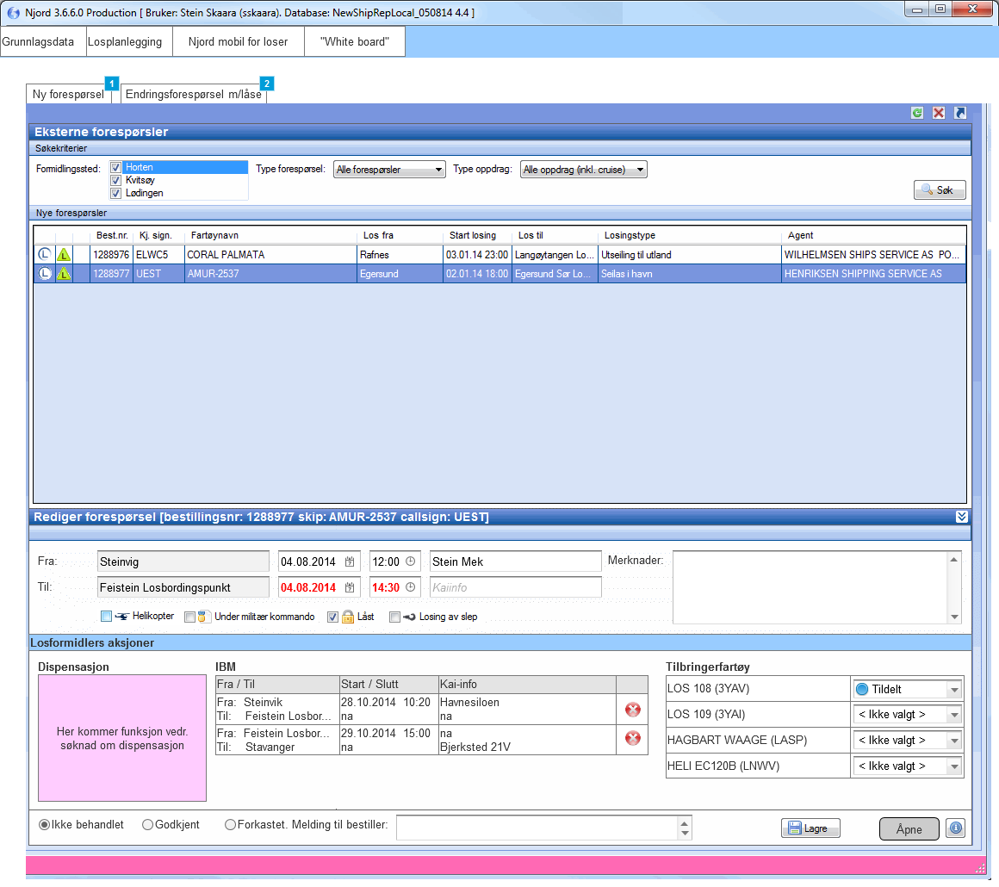 Njord 3.6.6.0 Production [ Bruker: Stein Skaara (sskaara). Database: NewShipRepLocal_050814 4.4 ]
Grunnlagsdata Losplanlegging Njord mobil for loser "White board"
1 2
Ny forespørsel Endringsforespørsel m/låse
Eksterne forespørsler
Søkekriterier
Formidlingssted: Horten Type forespørsel: Alle forespørsler Type oppdrag: Alle oppdrag (inkl. cruise)
Kvitsøy
Lødingen
Søk
Nye forespørsler
Best.nr. Kj. sign. Fartøynavn Los fra Start losing Los til Losingstype Agent
L L 1288976 ELWC5 CORAL PALMATA Rafnes 03.01.14 23:00 Langøytangen Lo... Utseiling til utland WILHELMSEN SHIPS SERVICE AS PO...
L L 1288977 UEST AMUR-2537 Egersund 02.01.14 18:00 Egersund Sør Lo... Seilas i havn HENRIKSEN SHIPPING SERVICE AS
Rediger forespørsel [bestillingsnr: 1288977 skip: AMUR-2537 callsign: UEST]
Fra: Steinvig 04.08.2014 12:00 Stein Mek Merknader:
Til: Feistein Losbordingspunkt 04.08.2014 14:30 Kaiinfo
Helikopter Under militær kommando Låst Losing av slep
Losformidlers aksjoner
Dispensasjon IBM Tilbringerfartøy
Her kommer funksjon vedr.
søknad om dispensasjon
Fra / Til Start / Slutt Kai-info
Fra: Steinvik 28.10.2014 10:20 Havnesiloen
Til: Feistein Losbor... na na
Fra: Feistein Losbor... 29.10.2014 15:00 na
Til: Stavanger na Bjerksted 21V
LOS 108 (3YAV) Tildelt
LOS 109 (3YAI) < Ikke valgt >
HAGBART WAAGE (LASP) < Ikke valgt >
HELI EC120B (LNWV) < Ikke valgt >
Ikke behandlet Godkjent Forkastet. Melding til bestiller: Lagre Åpne